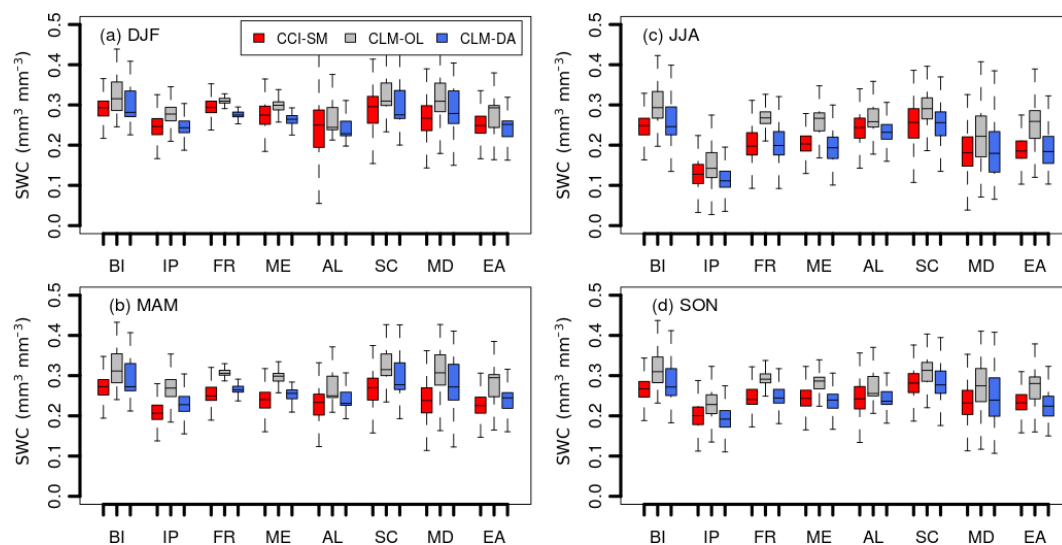 (a) DJF
CCI-SM CLM-OL CLM-DA
SWC (mm³ mm⁻³)
0.0 0.1 0.2 0.3 0.4 0.5
BI IP FR ME AL SC MD EA
(c) JJA
SWC (mm³ mm⁻³)
0.0 0.1 0.2 0.3 0.4 0.5
BI IP FR ME AL SC MD EA
(b) MAM
SWC (mm³ mm⁻³)
0.0 0.1 0.2 0.3 0.4 0.5
BI IP FR ME AL SC MD EA
(d) SON
SWC (mm³ mm⁻³)
0.0 0.1 0.2 0.3 0.4 0.5
BI IP FR ME AL SC MD EA